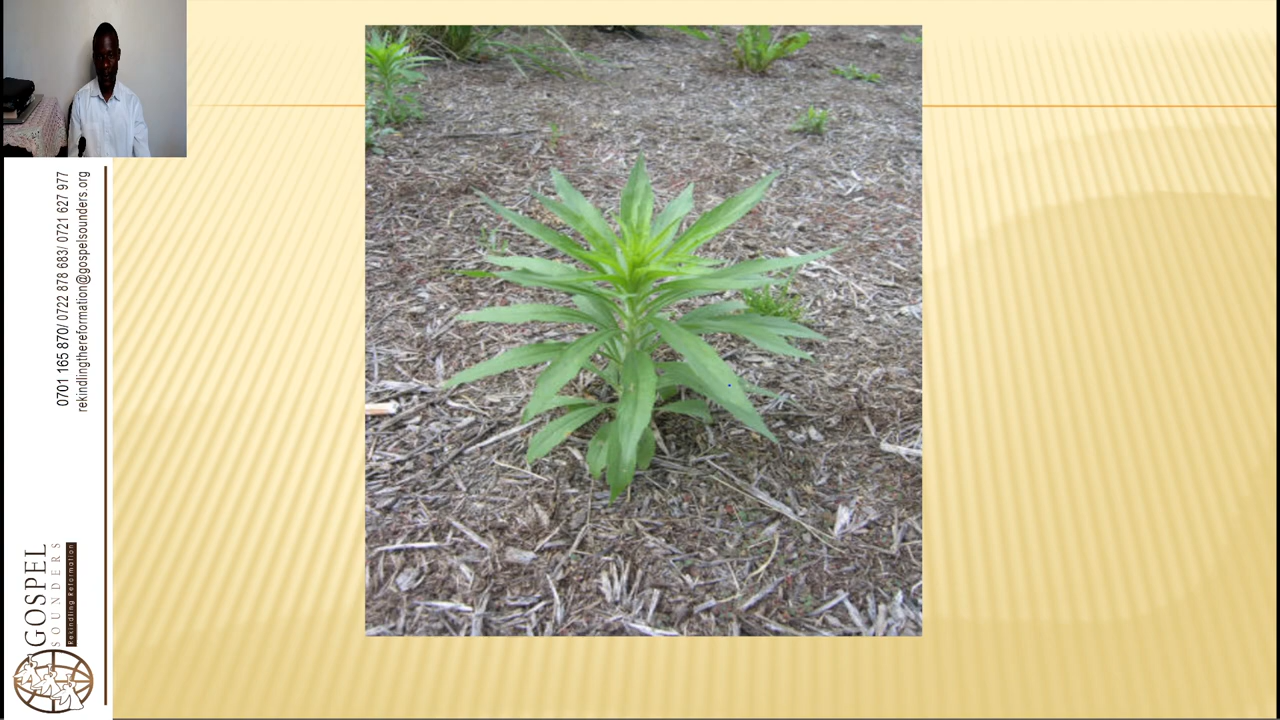 0701 165 870/ 0722 878 683/ 0721 627 977
rekindlingthereformation@gospelsounders.org
GOSPEL
SOUNDERS
Rekindling Reformation